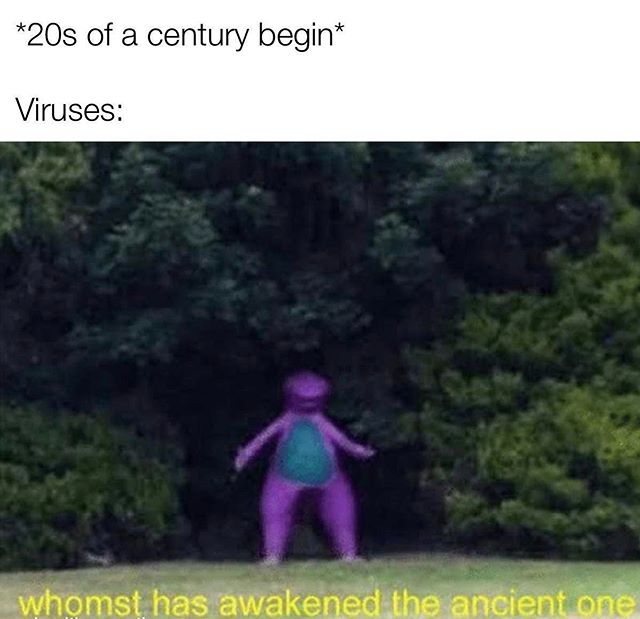 *20s of a century begin*
Viruses:
whomst has awakened the ancient one